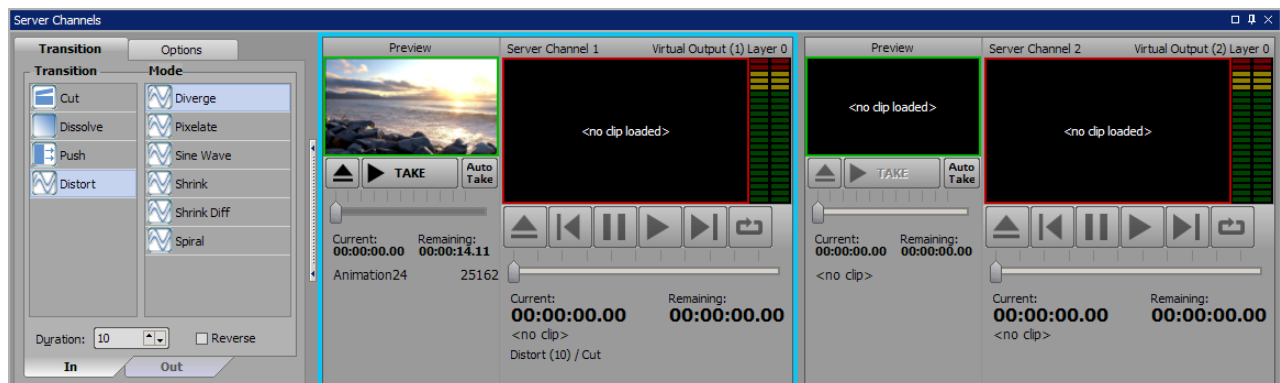 Server Channels
Transition
Options
Transition
Mode
Cut
Dissolve
Push
Distort
Diverge
Pixelate
Sine Wave
Shrink
Shrink Diff
Spiral
Duration: 10
Reverse
In
Out
Preview
Server Channel 1
Virtual Output (1) Layer 0
<no clip loaded>
TAKE
Auto
Take
Current:
Remaining:
00:00:00.00
00:00:14.11
Animation24
25162
Current:
Remaining:
00:00:00.00
00:00:00.00
<no clip>
Distort (10) / Cut
Preview
Server Channel 2
Virtual Output (2) Layer 0
<no clip loaded>
<no clip loaded>
TAKE
Auto
Take
Current:
Remaining:
00:00:00.00
00:00:00.00
<no clip>
Current:
Remaining:
00:00:00.00
00:00:00.00
<no clip>